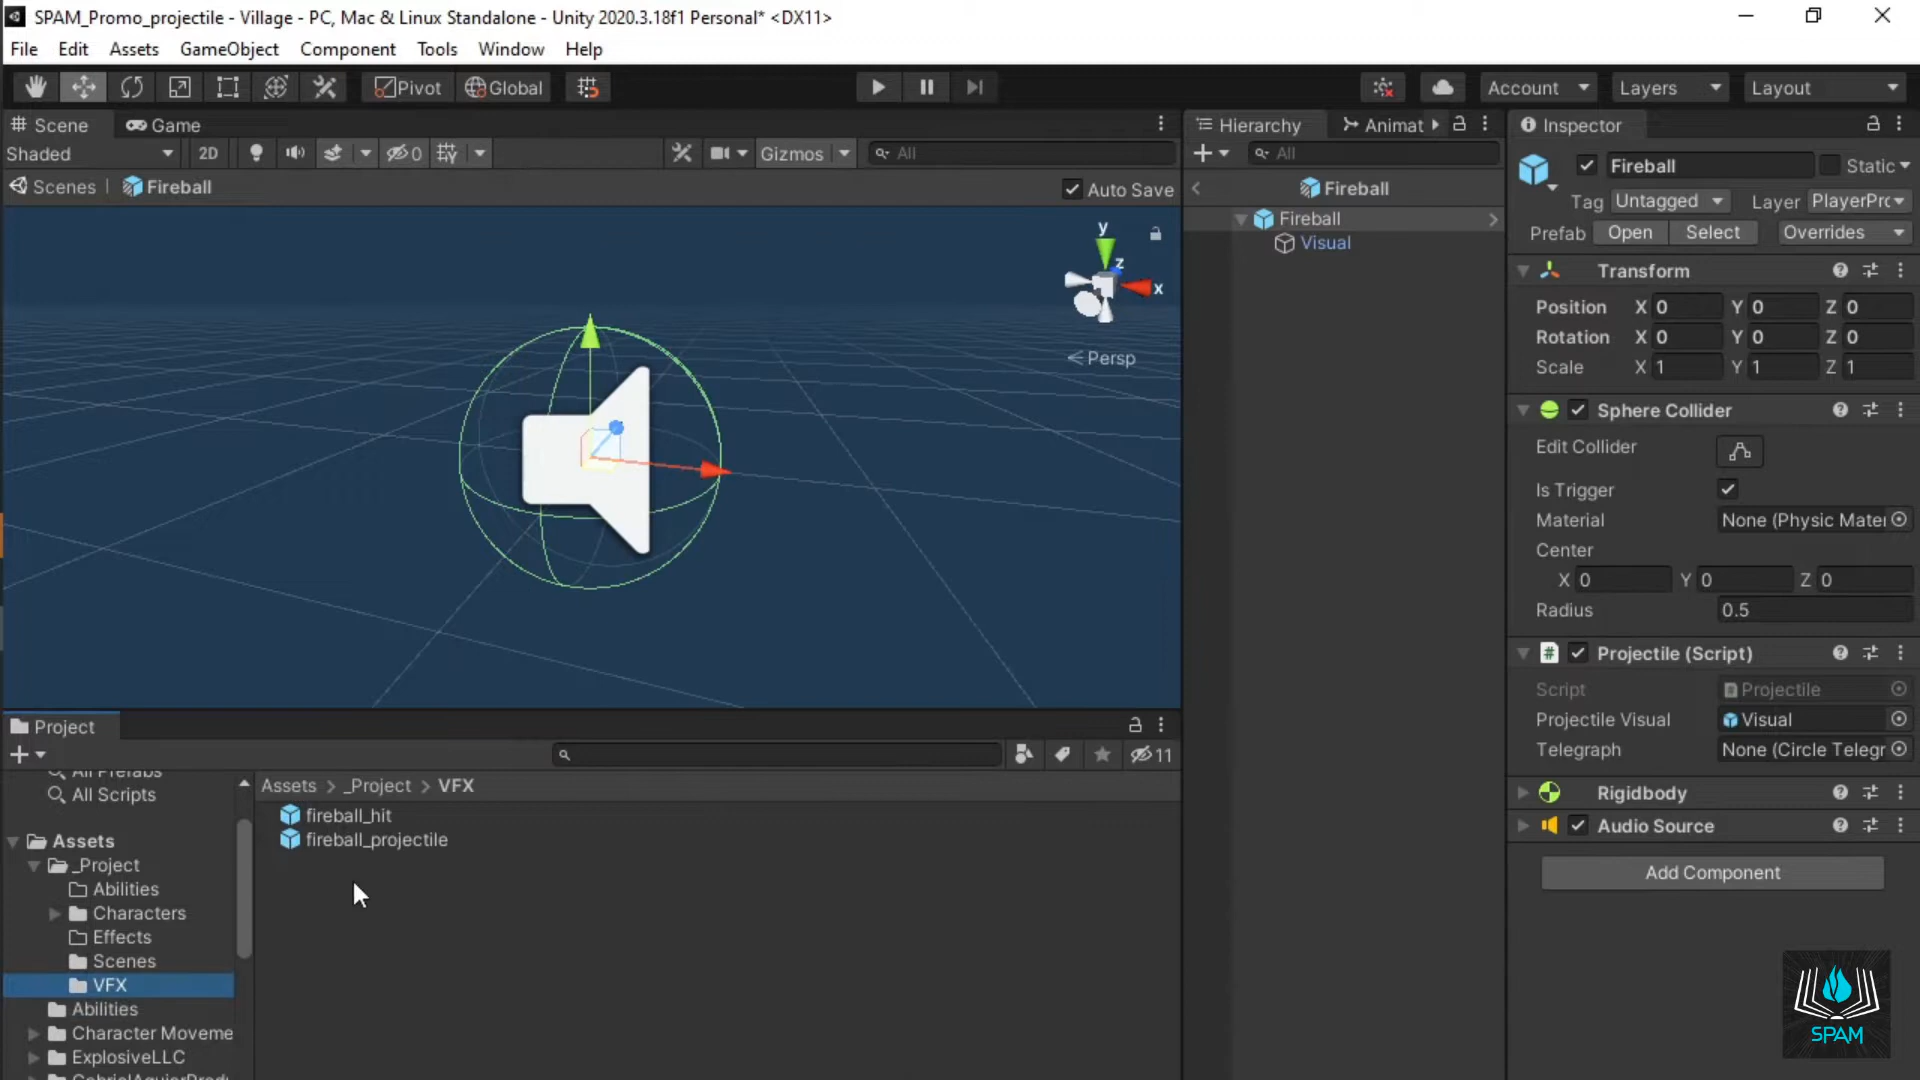 SPAM_Promo_projectile - Village - PC, Mac & Linux Standalone - Unity 2020.3.18f1 Personal* <DX11>
File Edit Assets GameObject Component Tools Window Help
Pivot Global Account Layers Layout
Scene Game
Shaded 2D 0 Gizmos All
Scenes Fireball Auto Save
y
z
x
Persp
Hierarchy Animat
All
Fireball
Fireball
Visual
Inspector
Fireball Static
Tag Untagged Layer PlayerPrc
Prefab Open Select Overrides
Transform
Position X 0 Y 0 Z 0
Rotation X 0 Y 0 Z 0
Scale X 1 Y 1 Z 1
Sphere Collider
Edit Collider
Is Trigger
Material None (Physic Mater
Center
X 0 Y 0 Z 0
Radius 0.5
Projectile (Script)
Script Projectile
Projectile Visual Visual
Telegraph None (Circle Telegr
Rigidbody
Audio Source
Add Component
Project
11
All Prefabs
All Scripts
Assets
_Project
Abilities
Characters
Effects
Scenes
VFX
Abilities
Character Moveme
ExplosiveLLC
Assets > _Project > VFX
fireball_hit
fireball_projectile
SPAM